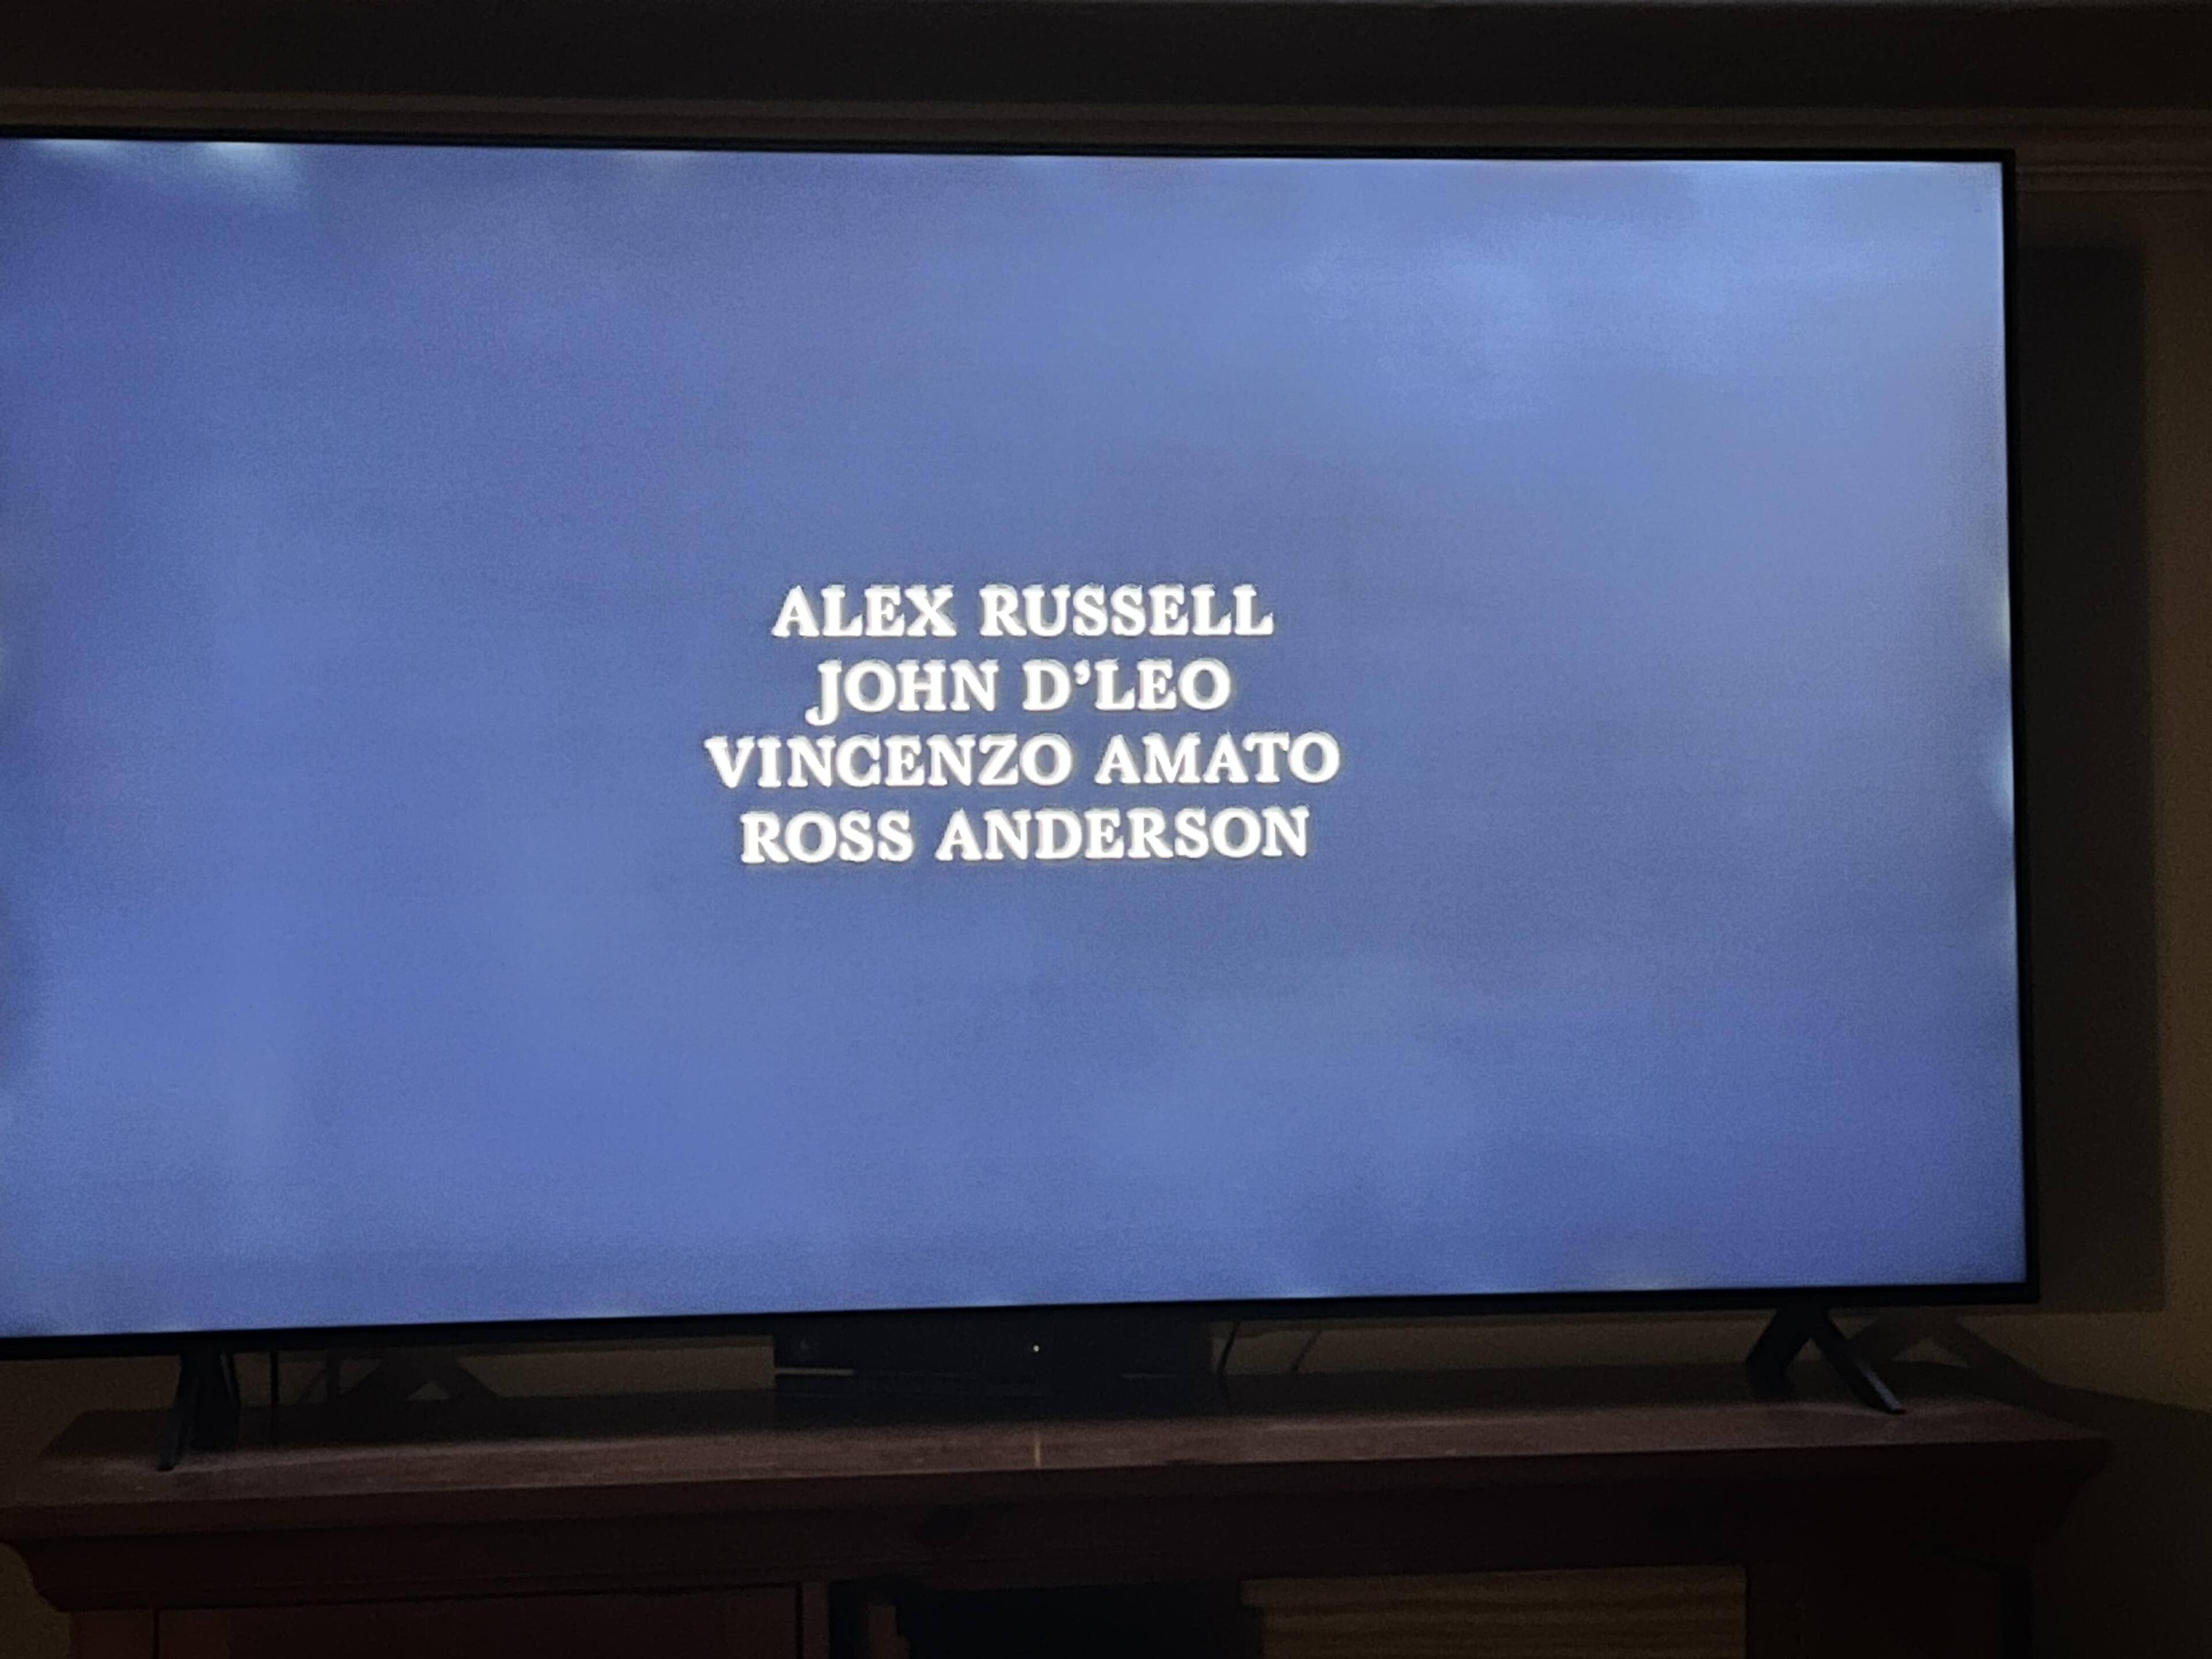 ALEX RUSSELL
JOHN D'LEO
VINCENZO AMATO
ROSS ANDERSON